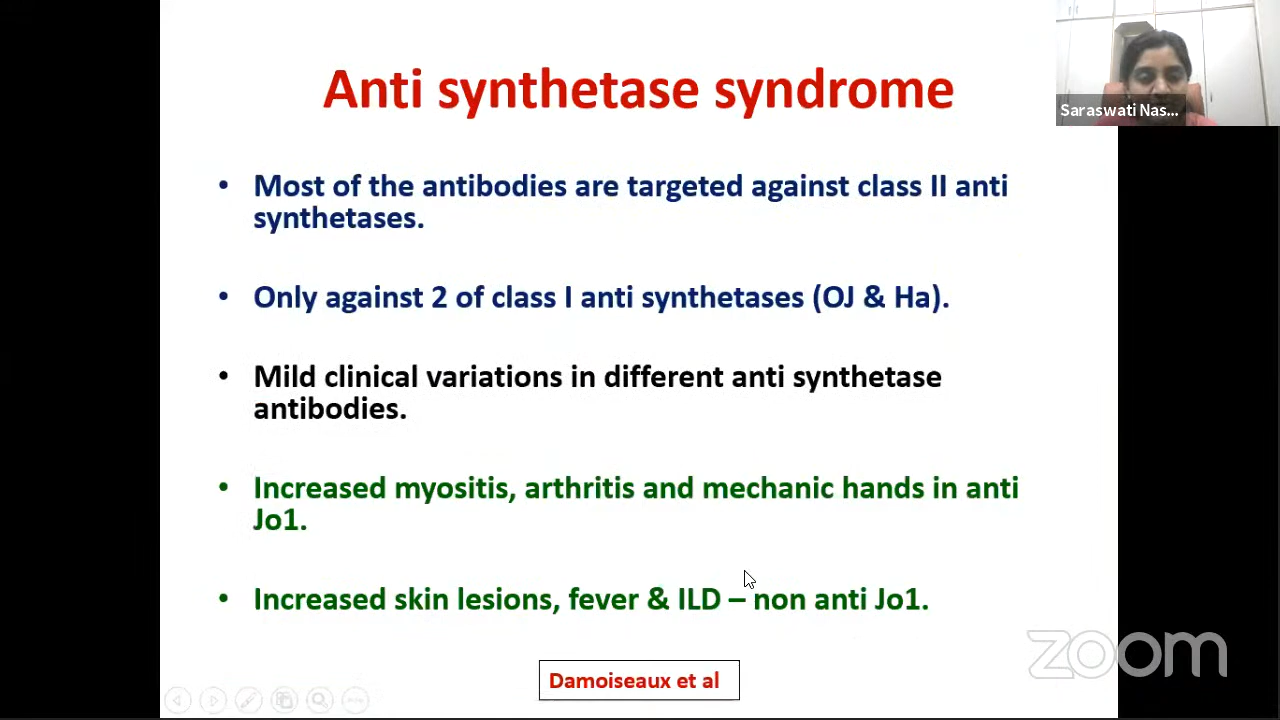 Anti synthetase syndrome
Saraswati Nas...
• Most of the antibodies are targeted against class II anti
synthetases.
• Only against 2 of class I anti synthetases (OJ & Ha).
• Mild clinical variations in different anti synthetase
antibodies.
• Increased myositis, arthritis and mechanic hands in anti
Jo1.
• Increased skin lesions, fever & ILD – non anti Jo1.
Damoiseaux et al
zoom